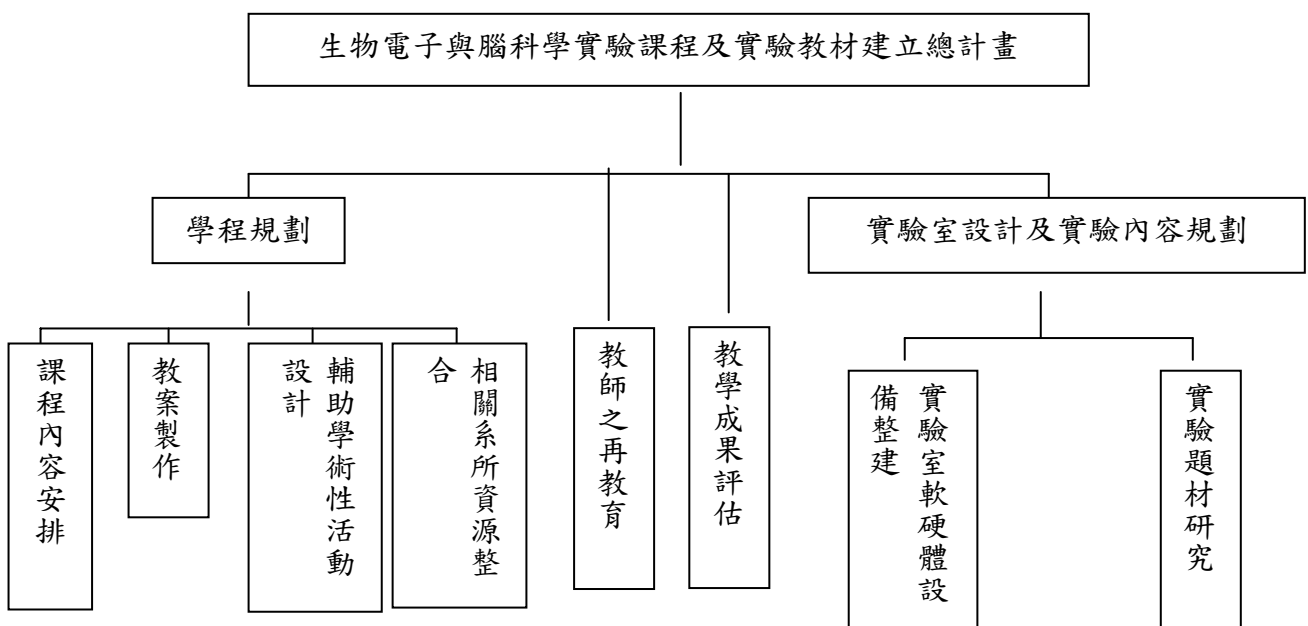 生物電子與腦科學實驗課程及實驗教材建立總計畫
學程規劃
實驗室設計及實驗內容規劃
課程內容安排
教案製作
輔助學術性活動
設計
相關系所資源整
合
教師之再教育
教學成果評估
實驗室軟硬體設
備整建
實驗題材研究